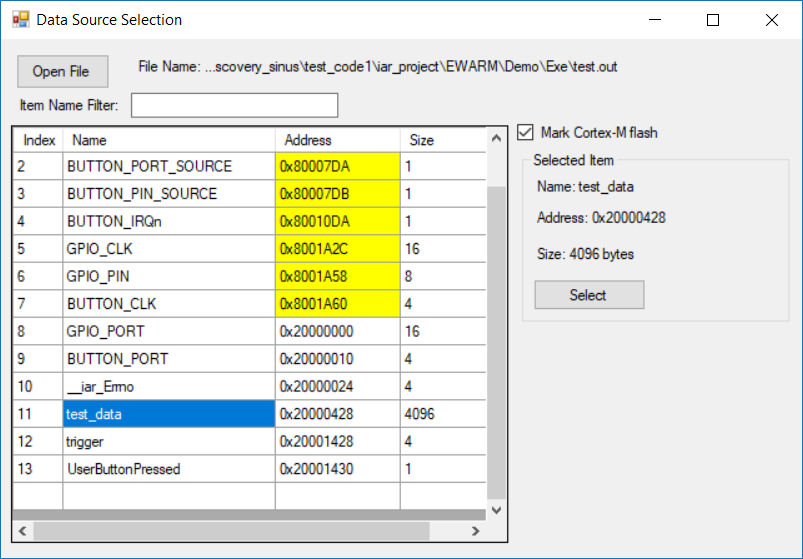 Data Source Selection
Open File
File Name: ...scovery_sinus\test_code1\iar_project\EWARM\Demo\Exe\test.out
Item Name Filter:
Index Name Address Size
2 BUTTON_PORT_SOURCE 0x80007DA 1
3 BUTTON_PIN_SOURCE 0x80007DB 1
4 BUTTON_IRQn 0x80010DA 1
5 GPIO_CLK 0x8001A2C 16
6 GPIO_PIN 0x8001A58 8
7 BUTTON_CLK 0x8001A60 4
8 GPIO_PORT 0x20000000 16
9 BUTTON_PORT 0x20000010 4
10 __iar_Errno 0x20000024 4
11 test_data 0x20000428 4096
12 trigger 0x20001428 4
13 UserButtonPressed 0x20001430 1
Mark Cortex-M flash
Selected Item
Name: test_data
Address: 0x20000428
Size: 4096 bytes
Select